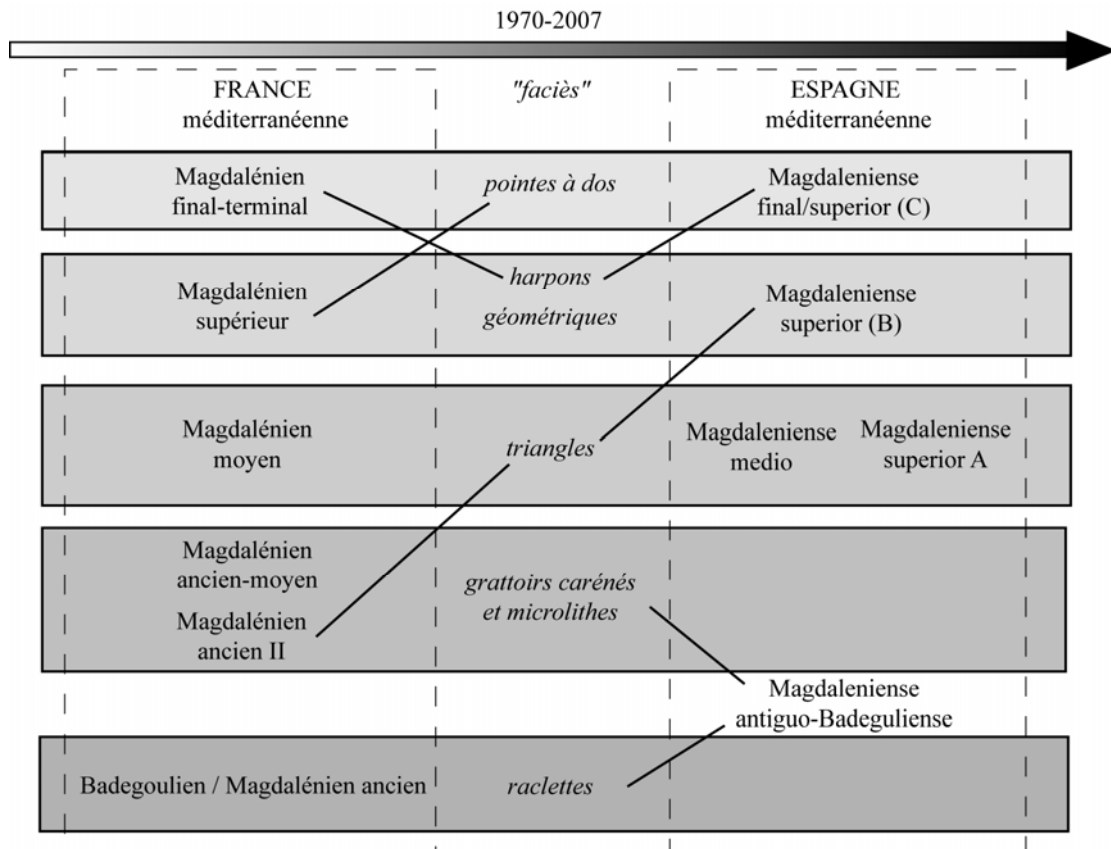 1970-2007
FRANCE
méditerranéenne
"faciès"
ESPAGNE
méditerranéenne
Magdalénien
final-terminal
pointes à dos
Magdaleniense
final/superior (C)
Magdalénien
supérieur
harpons
géométriques
Magdaleniense
superior (B)
Magdalénien
moyen
triangles
Magdaleniense
medio
Magdaleniense
superior A
Magdalénien
ancien-moyen
Magdalénien
ancien II
grattoirs carénés
et microlithes
Magdaleniense
antiguo-Badeguliense
Badegoulien / Magdalénien ancien
raclettes